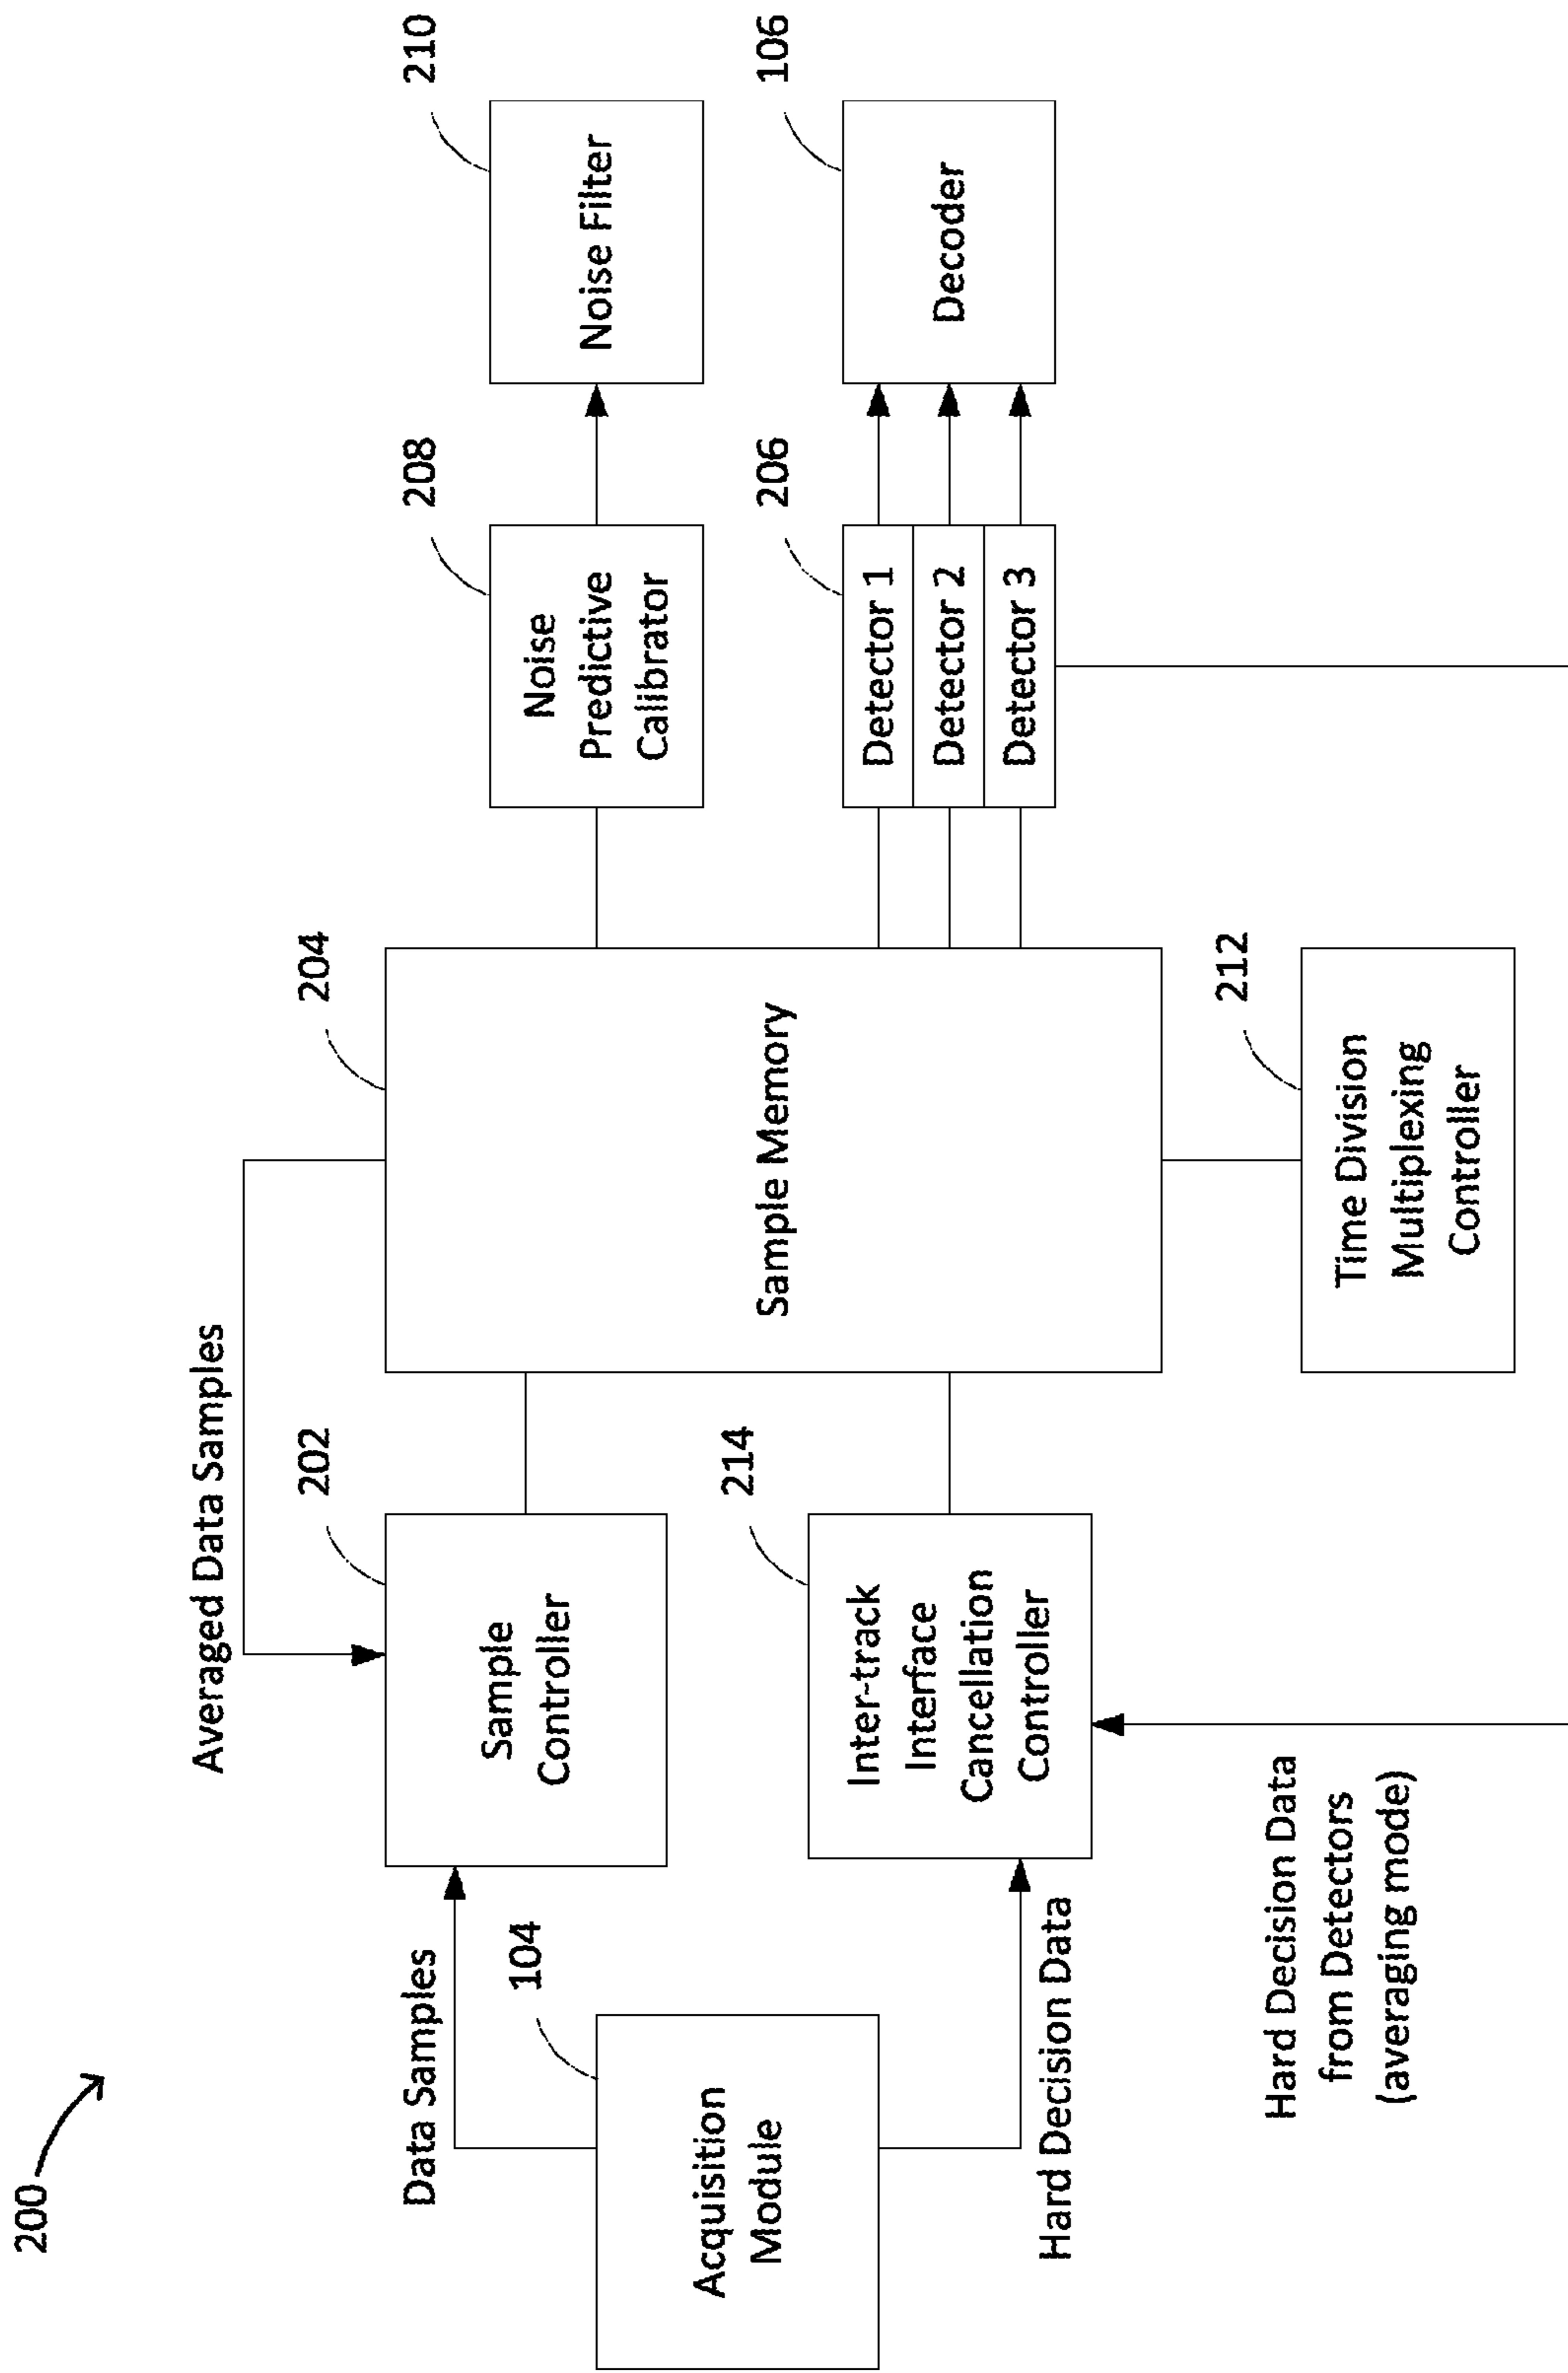 200
Averaged Data Samples
Data Samples
104
Acquisition
Module
Hard Decision Data
202
Sample
Controller
214
Inter-track
Interface
Cancellation
Controller
Hard Decision Data
from Detectors
(averaging mode)
204
Sample Memory
212
Time Division
Multiplexing
Controller
208
Noise
Predictive
Calibrator
206
Detector 1
Detector 2
Detector 3
210
Noise Filter
106
Decoder